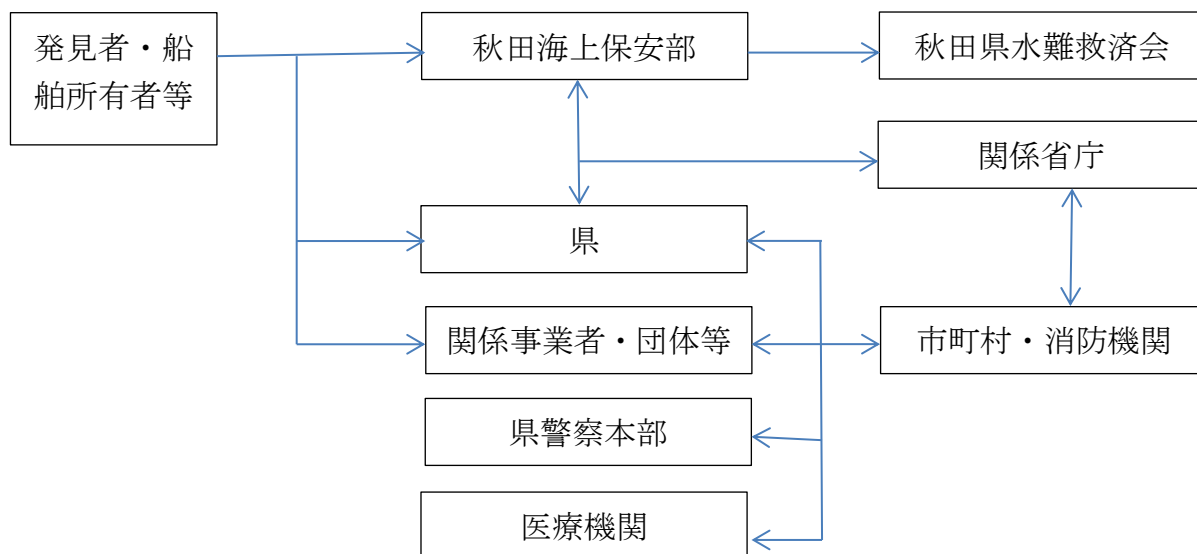 発見者・船
舶所有者等
秋田海上保安部
秋田県水難救済会
関係省庁
県
関係事業者・団体等
市町村・消防機関
県警察本部
医療機関